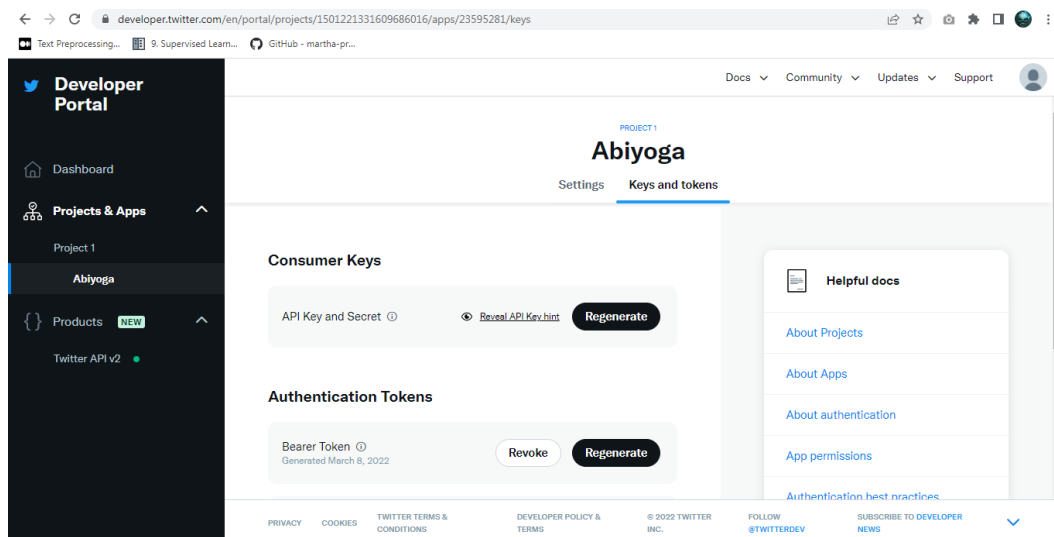 developer.twitter.com/en/portal/projects/1501221331609686016/apps/23595281/keys
Text Preprocessing... 9. Supervised Learn... GitHub - martha-pr...
Developer
Portal
Dashboard
Projects & Apps
Project 1
Abiyoga
Products NEW
Twitter API v2
Docs Community Updates Support
PROJECT 1
Abiyoga
Settings Keys and tokens
Consumer Keys
API Key and Secret Reveal API Key hint Regenerate
Authentication Tokens
Bearer Token
Generated March 8, 2022
Revoke Regenerate
Helpful docs
About Projects
About Apps
About authentication
App permissions
Authentication best practices
PRIVACY COOKIES
TWITTER TERMS &
CONDITIONS
DEVELOPER POLICY &
TERMS
© 2022 TWITTER
INC.
FOLLOW
@TWITTERDEV
SUBSCRIBE TO DEVELOPER
NEWS